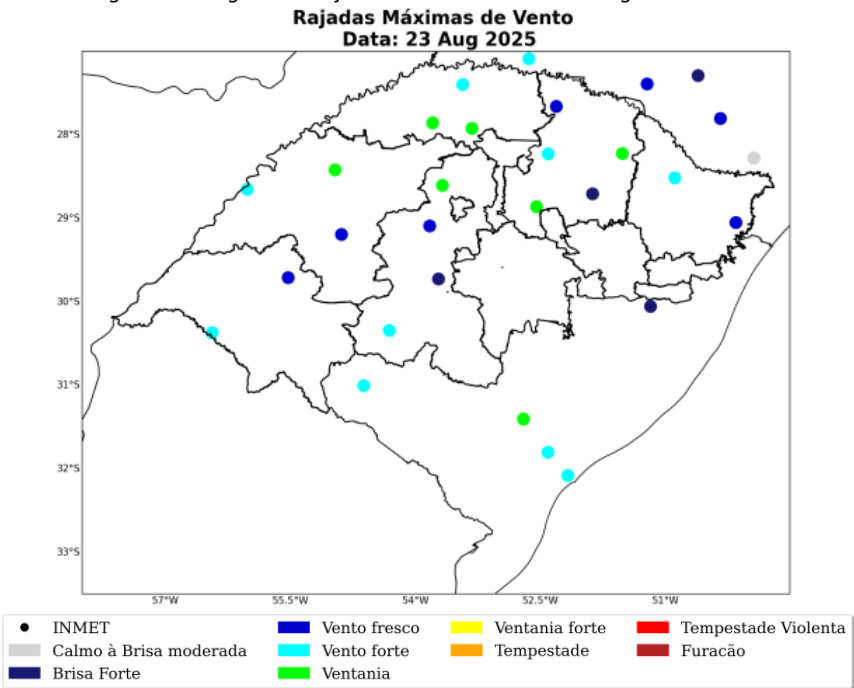 Rajadas Máximas de Vento
Data: 23 Aug 2025
28°S
29°S
30°S
31°S
32°S
33°S
57°W 55.5°W 54°W 52.5°W 51°W
INMET
Calmo à Brisa moderada
Brisa Forte
Vento fresco
Vento forte
Ventania
Ventania forte
Tempestade
Tempestade Violenta
Furacão